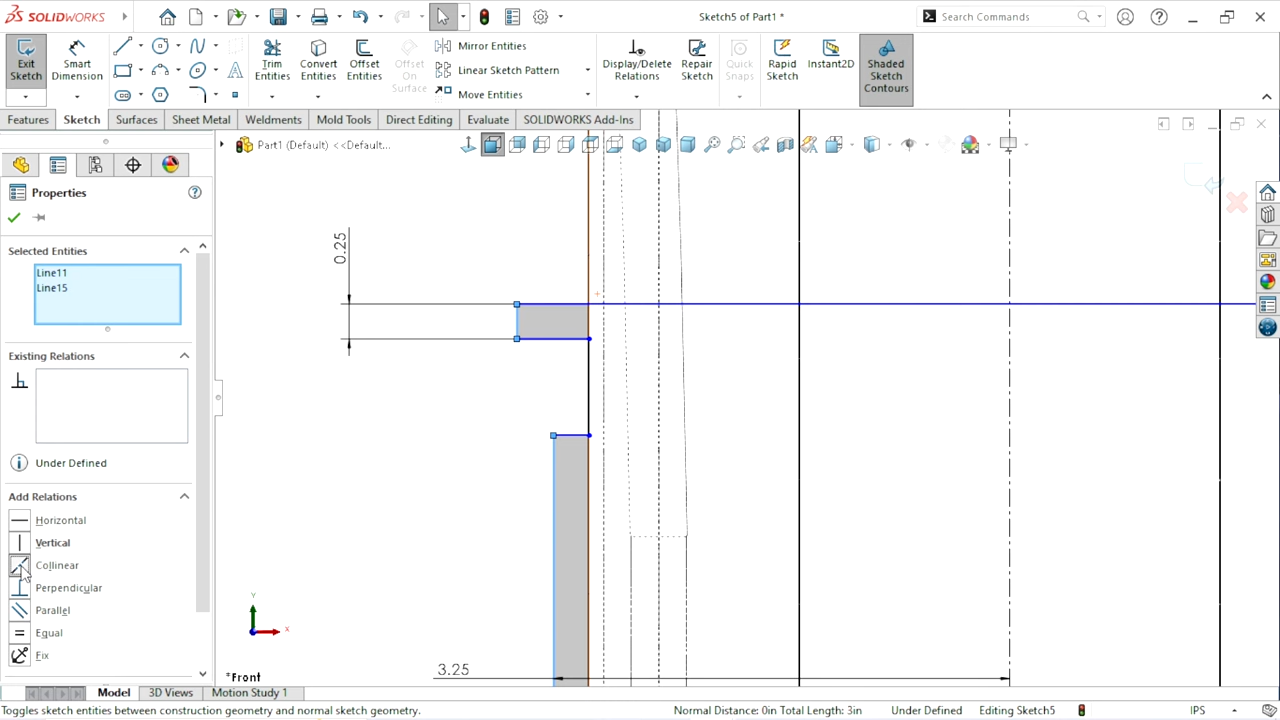 SOLIDWORKS
Sketch5 of Part1 *
Search Commands
Exit Sketch
Smart Dimension
Trim Entities
Convert Entities
Offset Entities
Offset On Surface
Mirror Entities
Linear Sketch Pattern
Move Entities
Display/Delete Relations
Repair Sketch
Quick Snaps
Rapid Sketch
Instant2D
Shaded Sketch Contours
Features
Sketch
Surfaces
Sheet Metal
Weldments
Mold Tools
Direct Editing
Evaluate
SOLIDWORKS Add-Ins
Part1 (Default) <<Default...
Properties
Selected Entities
Line11
Line15
Existing Relations
Under Defined
Add Relations
Horizontal
Vertical
Collinear
Perpendicular
Parallel
Equal
Fix
0.25
3.25
Y
X
*Front
Model
3D Views
Motion Study 1
Toggles sketch entities between construction geometry and normal sketch geometry.
Normal Distance: 0in Total Length: 3in
Under Defined
Editing Sketch5
IPS